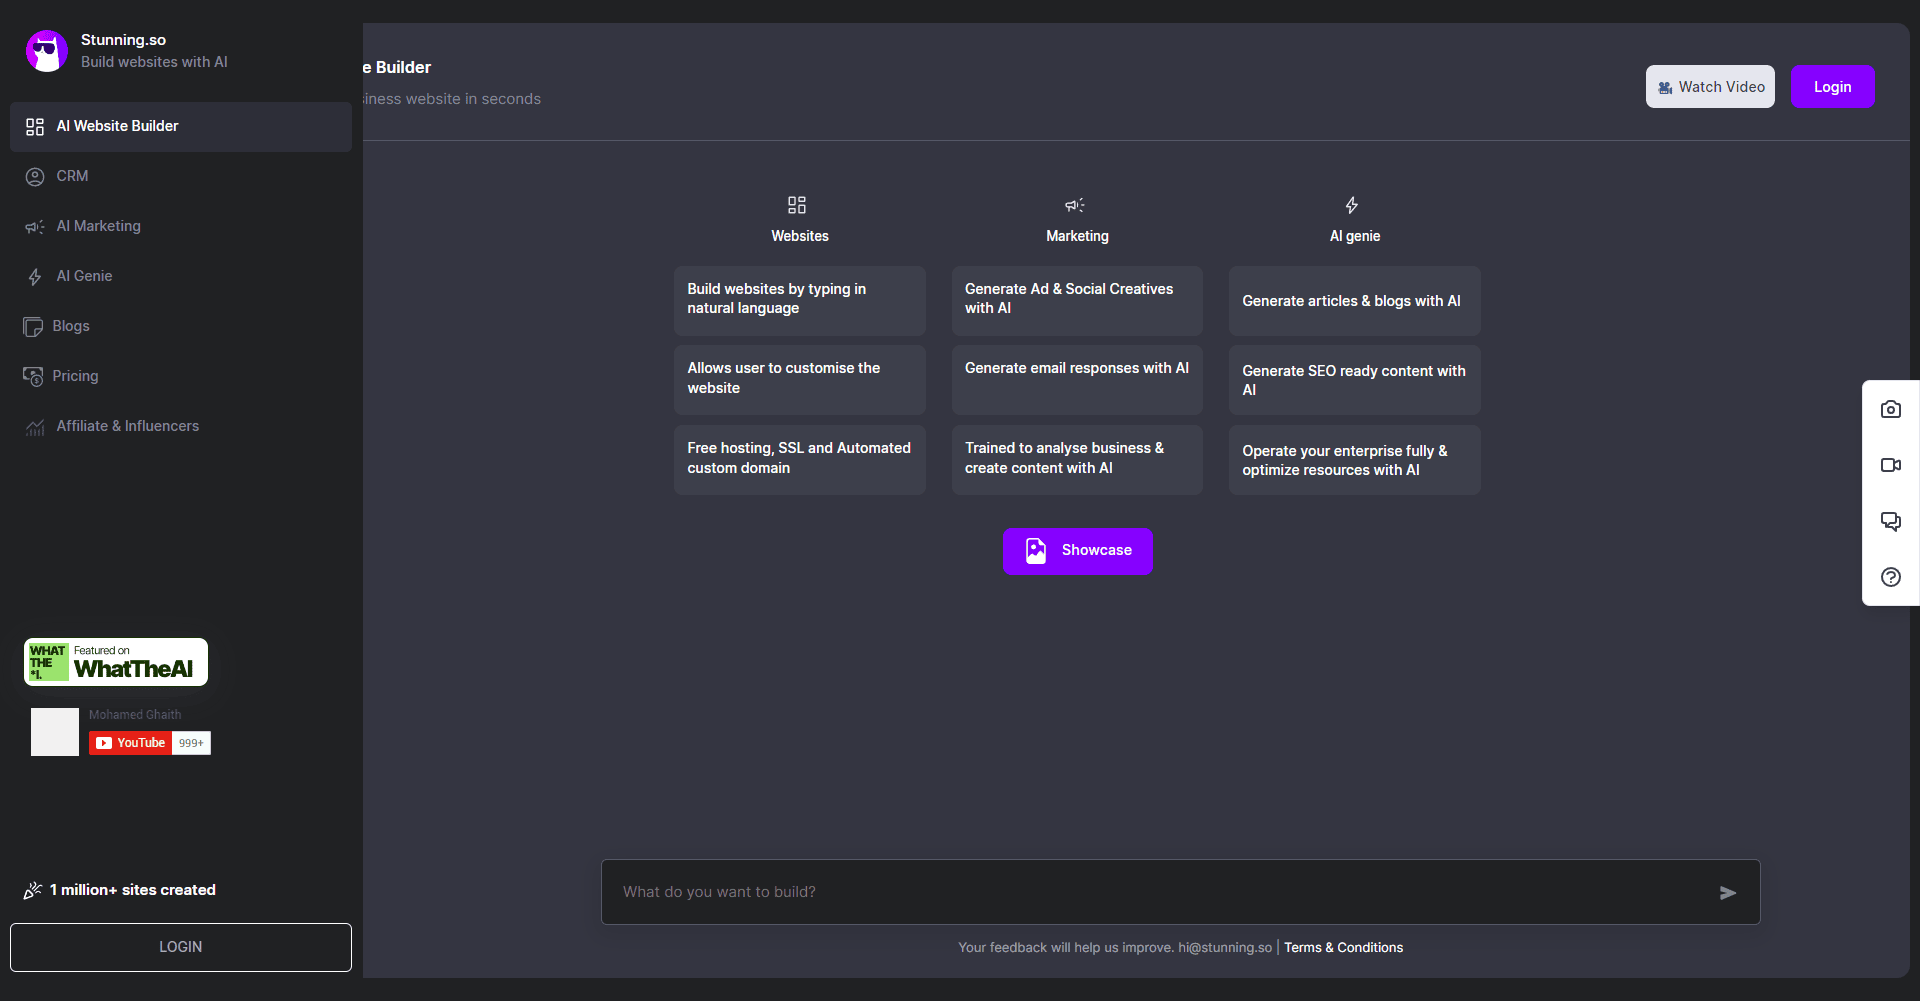 Stunning.so
Build websites with AI
AI Website Builder
CRM
AI Marketing
AI Genie
Blogs
Pricing
Affiliate & Influencers
WHAT
THE
*I.
Featured on
WhatTheAI
Mohamed Ghaith
YouTube 999+
1 million+ sites created
LOGIN
e Builder
iness website in seconds
Watch Video
Login
Websites
Build websites by typing in
natural language
Allows user to customise the
website
Free hosting, SSL and Automated
custom domain
Marketing
Generate Ad & Social Creatives
with AI
Generate email responses with AI
Trained to analyse business &
create content with AI
AI genie
Generate articles & blogs with AI
Generate SEO ready content with
AI
Operate your enterprise fully &
optimize resources with AI
Showcase
What do you want to build?
Your feedback will help us improve. hi@stunning.so | Terms & Conditions